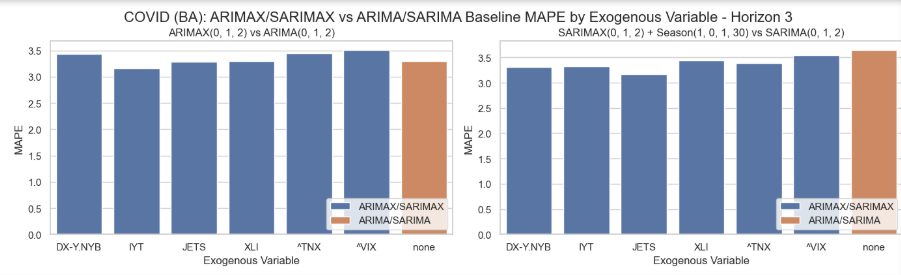 COVID (BA): ARIMAX/SARIMAX vs ARIMA/SARIMA Baseline MAPE by Exogenous Variable - Horizon 3
ARIMAX(0, 1, 2) vs ARIMA(0, 1, 2)
MAPE
3.5
3.0
2.5
2.0
1.5
1.0
0.5
0.0
ARIMAX/SARIMAX
ARIMA/SARIMA
DX-Y.NYB IYT JETS XLI ^TNX ^VIX none
Exogenous Variable
SARIMAX(0, 1, 2) + Season(1, 0, 1, 30) vs SARIMA(0, 1, 2)
MAPE
3.5
3.0
2.5
2.0
1.5
1.0
0.5
0.0
ARIMAX/SARIMAX
ARIMA/SARIMA
DX-Y.NYB IYT JETS XLI ^TNX ^VIX none
Exogenous Variable